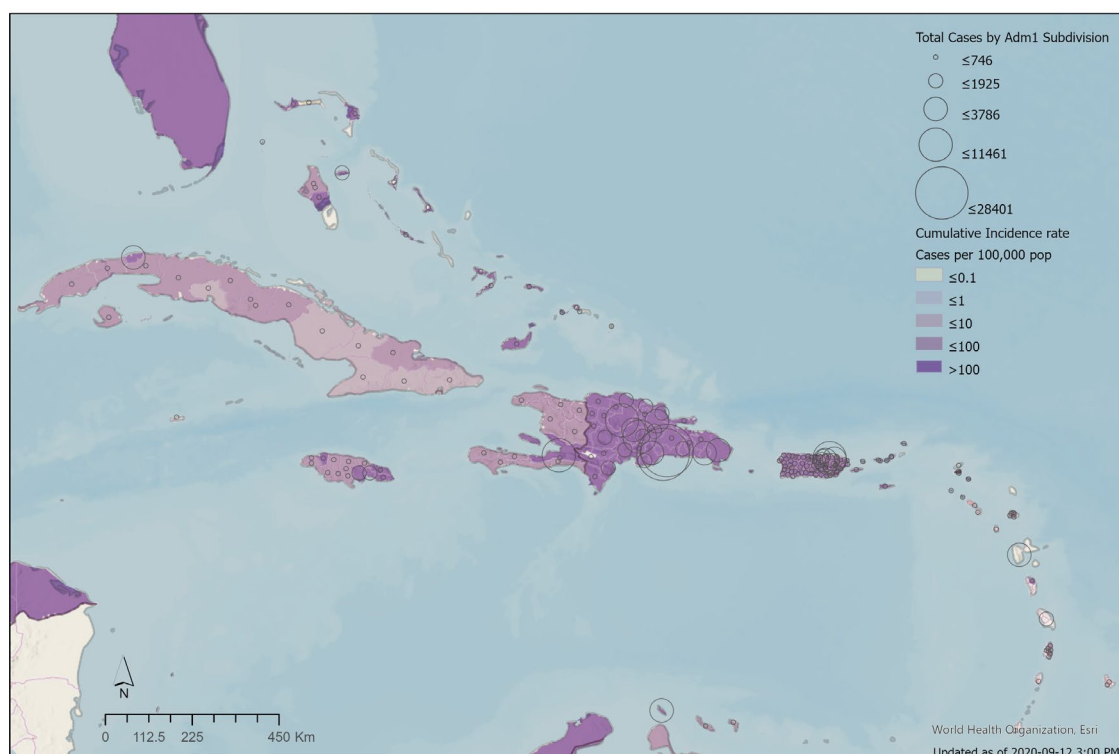 Total Cases by Adm1 Subdivision
≤746
≤1925
≤3786
≤11461
≤28401
Cumulative Incidence rate
Cases per 100,000 pop
≤0.1
≤1
≤10
≤100
>100
N
0 112.5 225 450 Km
World Health Organization, Esri
Updated as of 2020-09-12 3:00 PM